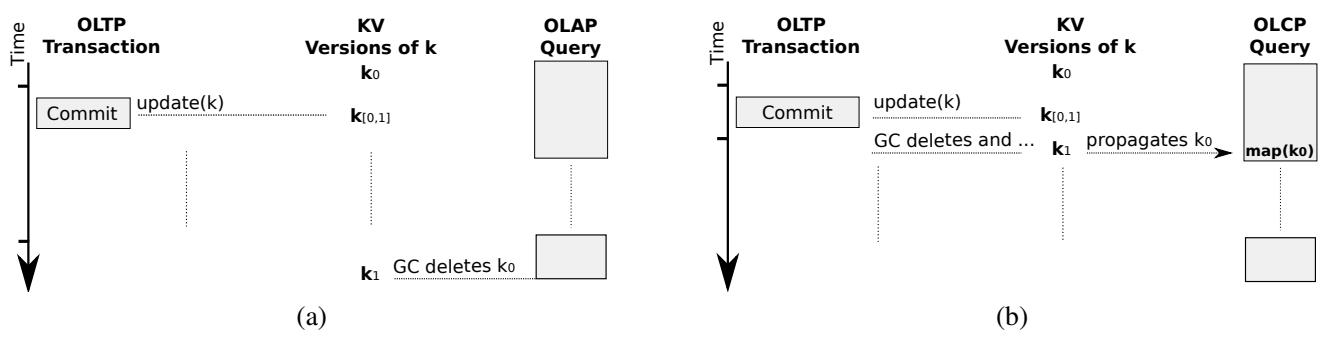 Time
OLTP
Transaction
KV
Versions of k
OLAP
Query
k0
Commit
update(k)
k[0,1]
k1
GC deletes k0
(a)
Time
OLTP
Transaction
KV
Versions of k
OLCP
Query
k0
Commit
update(k)
k[0,1]
GC deletes and ...
k1
propagates k0
map(k0)
(b)